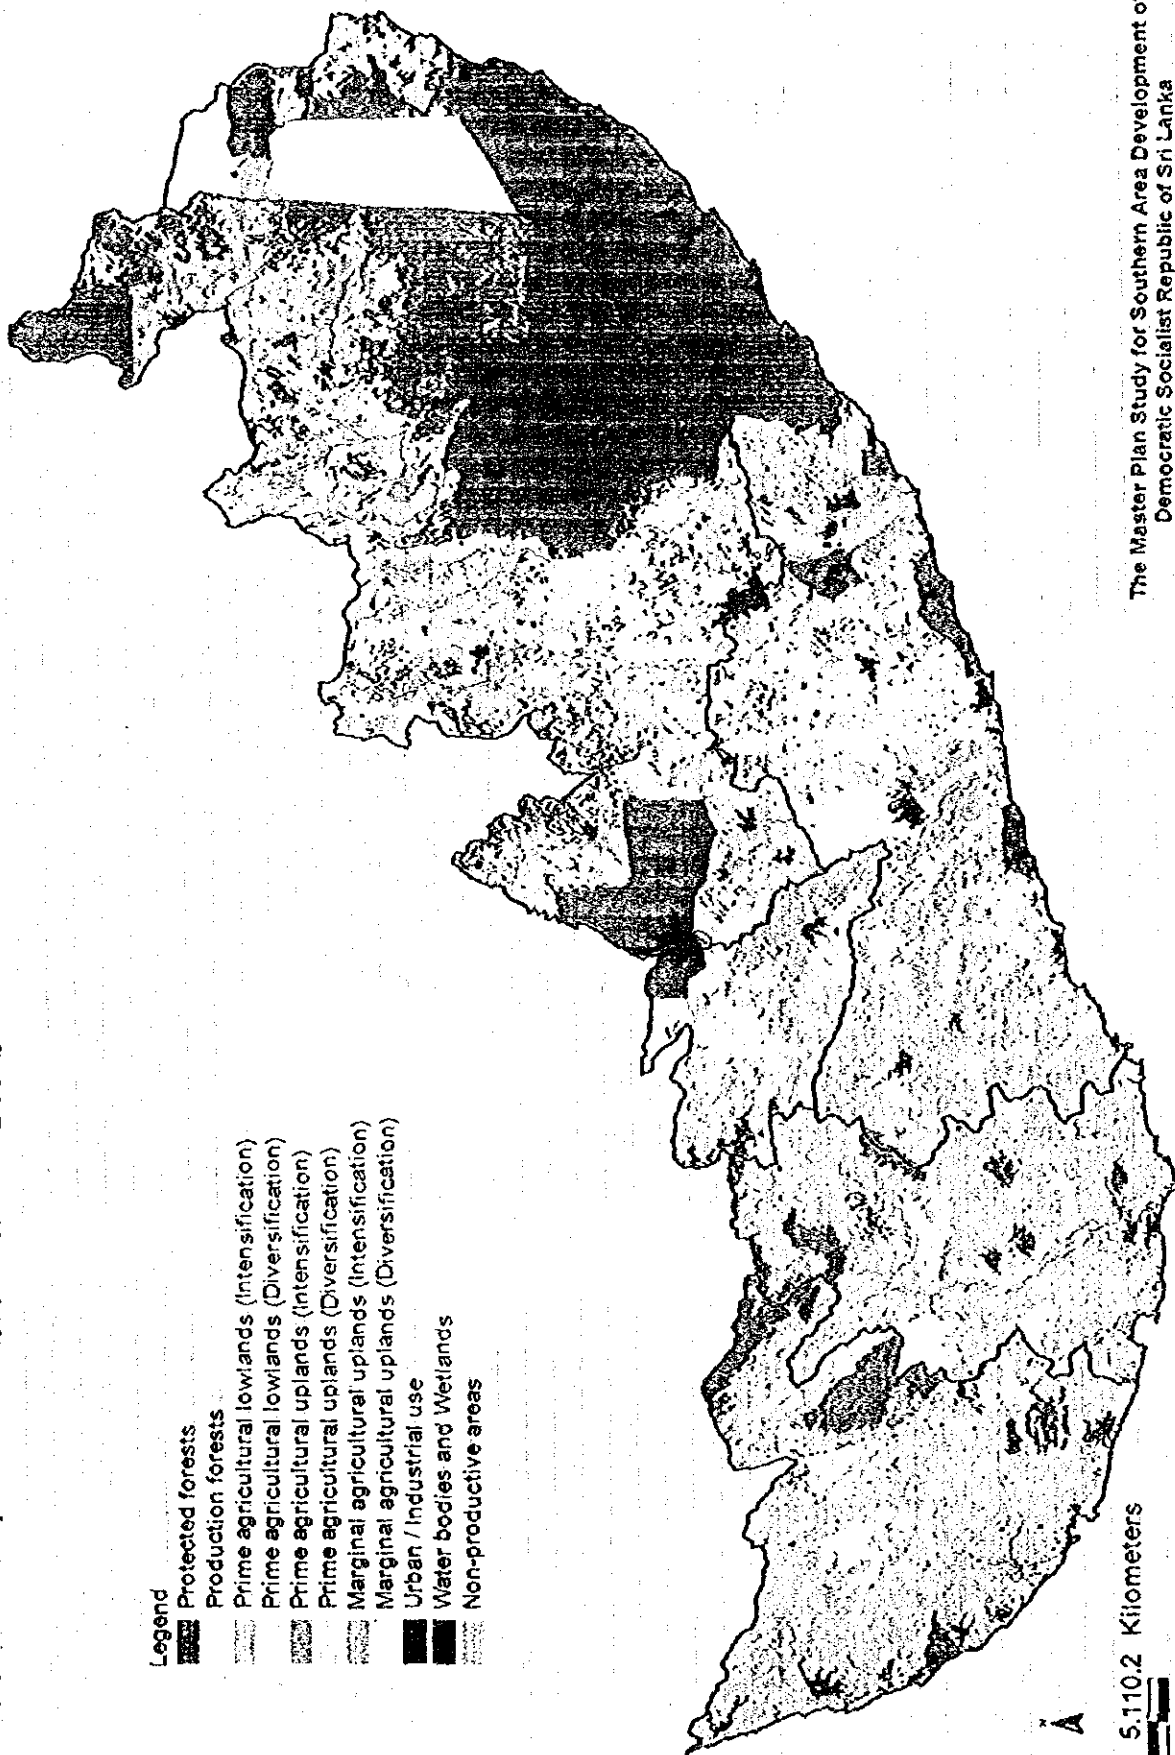 Legend
Protected forests
Production forests
Prime agricultural lowlands (Intensification)
Prime agricultural lowlands (Diversification)
Prime agricultural uplands (Intensification)
Prime agricultural uplands (Diversification)
Marginal agricultural uplands (Intensification)
Marginal agricultural uplands (Diversification)
Urban / Industrial use
Water bodies and Wetlands
Non-productive areas
5.110.2 Kilometers
The Master Plan Study for Southern Area Development of
Democratic Socialist Republic of Sri Lanka